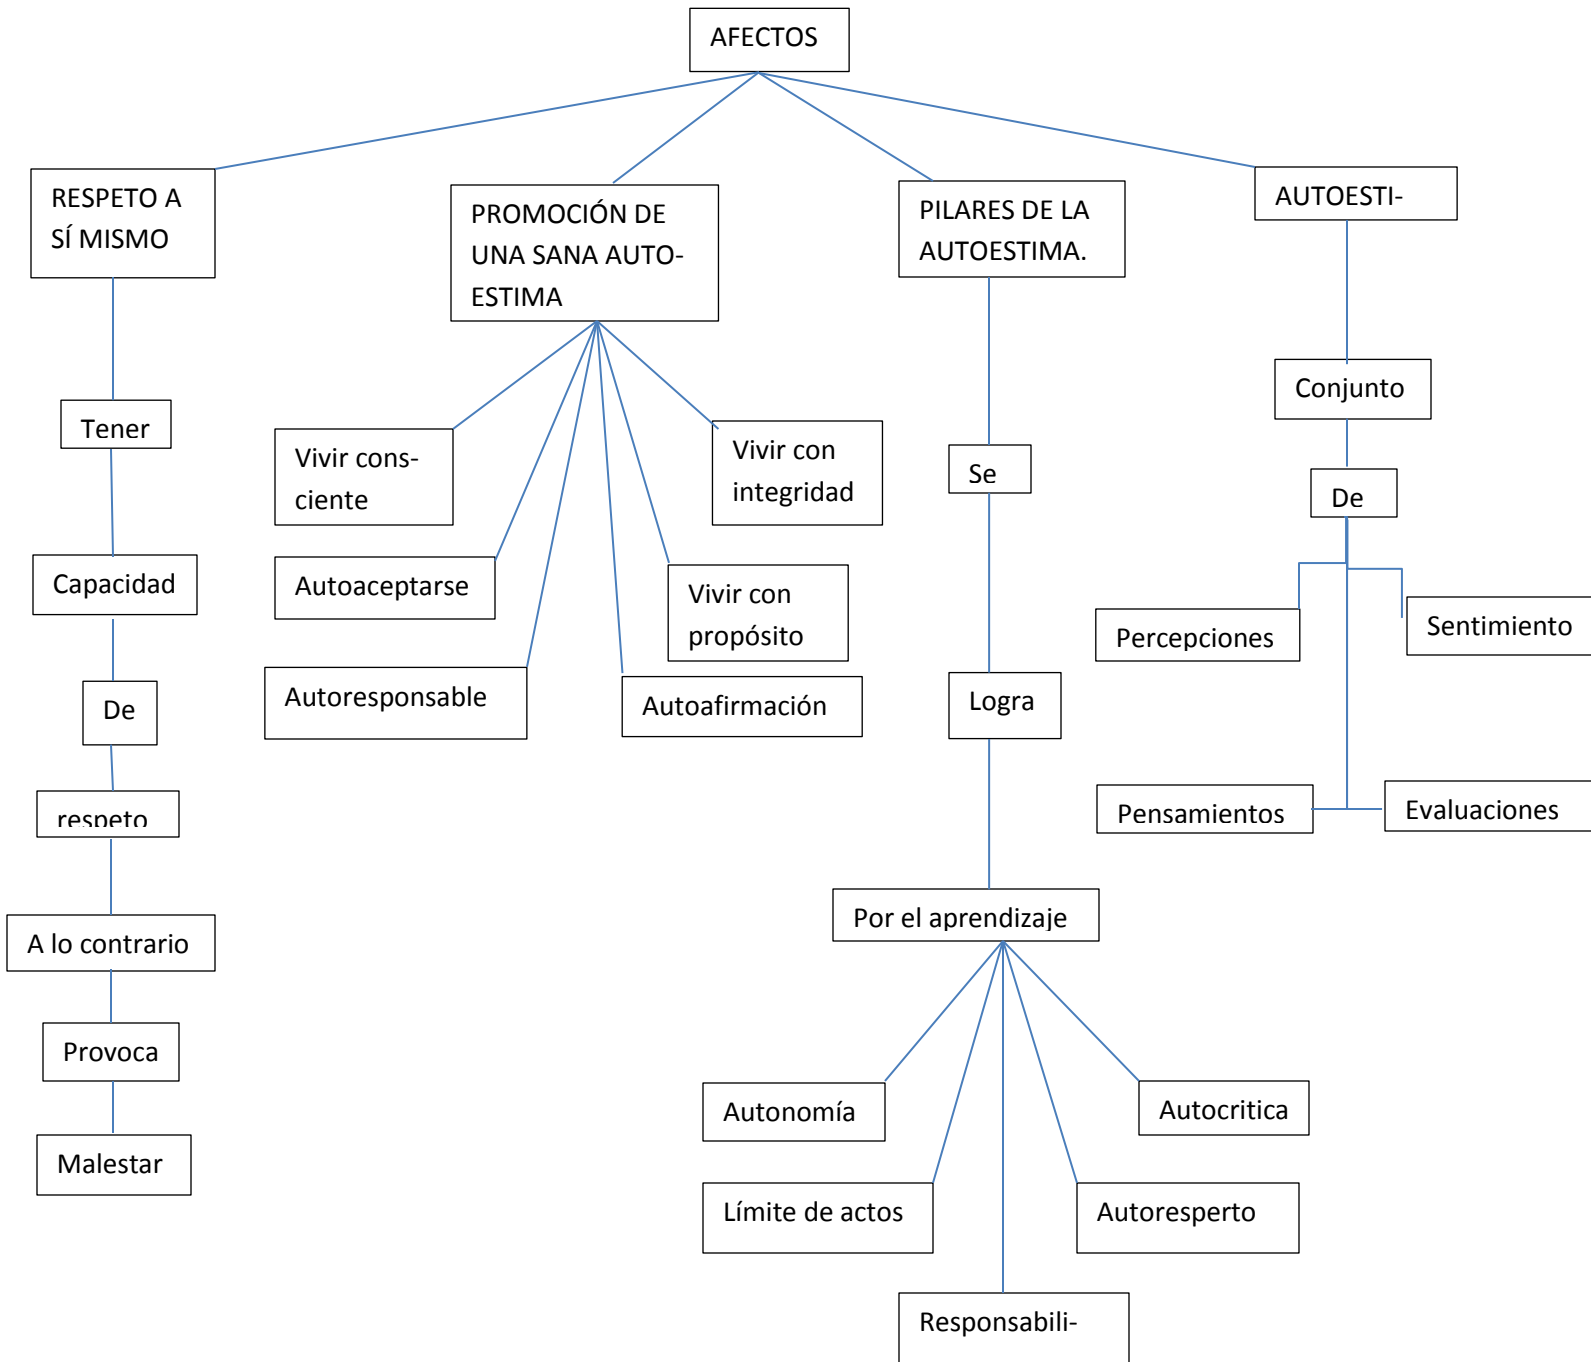 AFECTOS
RESPETO A
SÍ MISMO
PROMOCIÓN DE
UNA SANA AUTO-
ESTIMA
PILARES DE LA
AUTOESTIMA.
AUTOESTI-
Tener
Capacidad
De
respeto
A lo contrario
Provoca
Malestar
Vivir cons-
ciente
Autoaceptarse
Autoresponsable
Autoafirmación
Vivir con
propósito
Vivir con
integridad
Se
Logra
Por el aprendizaje
Autonomía
Límite de actos
Responsabili-
Autoresperto
Autocritica
Conjunto
De
Percepciones
Sentimiento
Pensamientos
Evaluaciones